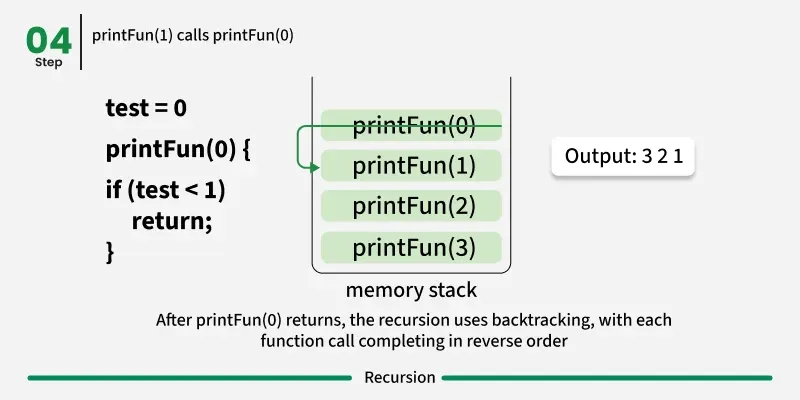 04
Step
printFun(1) calls printFun(0)
test = 0
printFun(0) {
if (test < 1)
return;
}
printFun(0)
printFun(1)
printFun(2)
printFun(3)
memory stack
Output: 3 2 1
After printFun(0) returns, the recursion uses backtracking, with each
function call completing in reverse order
Recursion